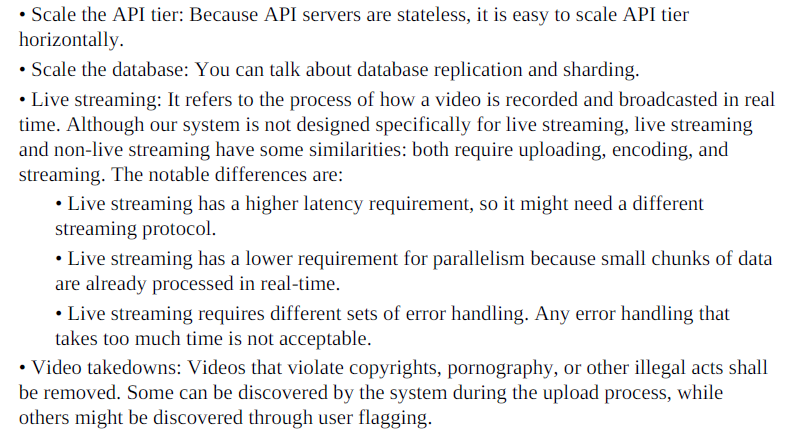 • Scale the API tier: Because API servers are stateless, it is easy to scale API tier
horizontally.
• Scale the database: You can talk about database replication and sharding.
• Live streaming: It refers to the process of how a video is recorded and broadcasted in real
time. Although our system is not designed specifically for live streaming, live streaming
and non-live streaming have some similarities: both require uploading, encoding, and
streaming. The notable differences are:
• Live streaming has a higher latency requirement, so it might need a different
streaming protocol.
• Live streaming has a lower requirement for parallelism because small chunks of data
are already processed in real-time.
• Live streaming requires different sets of error handling. Any error handling that
takes too much time is not acceptable.
• Video takedowns: Videos that violate copyrights, pornography, or other illegal acts shall
be removed. Some can be discovered by the system during the upload process, while
others might be discovered through user flagging.